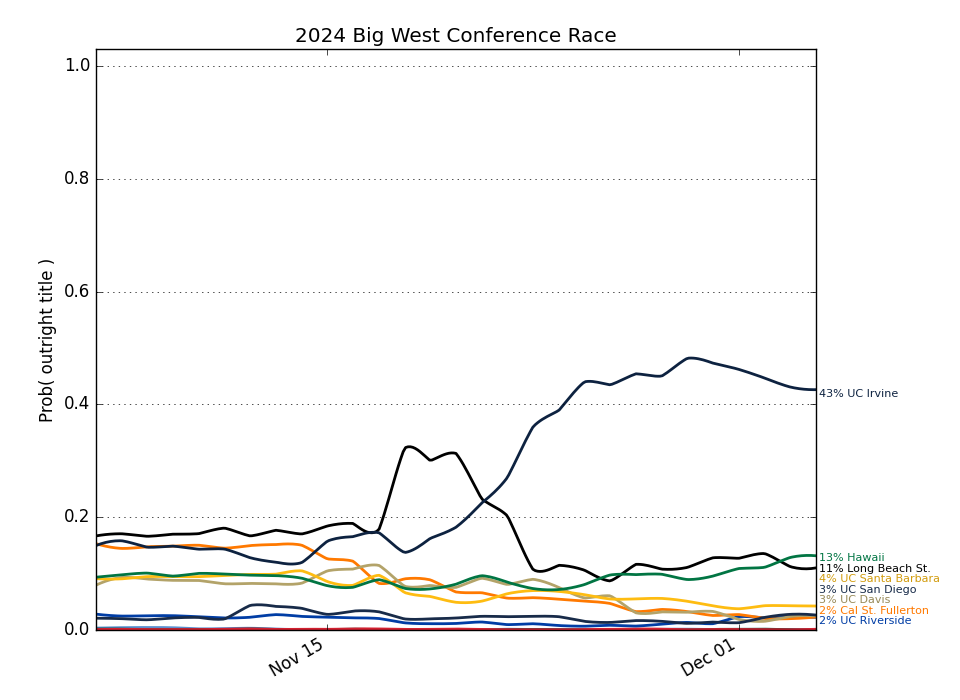 2024 Big West Conference Race
Prob( outright title )
1.0
0.8
0.6
0.4
0.2
0.0
Nov 15
Dec 01
43% UC Irvine
13% Hawaii
11% Long Beach St.
4% UC Santa Barbara
3% UC San Diego
3% UC Davis
2% Cal St. Fullerton
2% UC Riverside